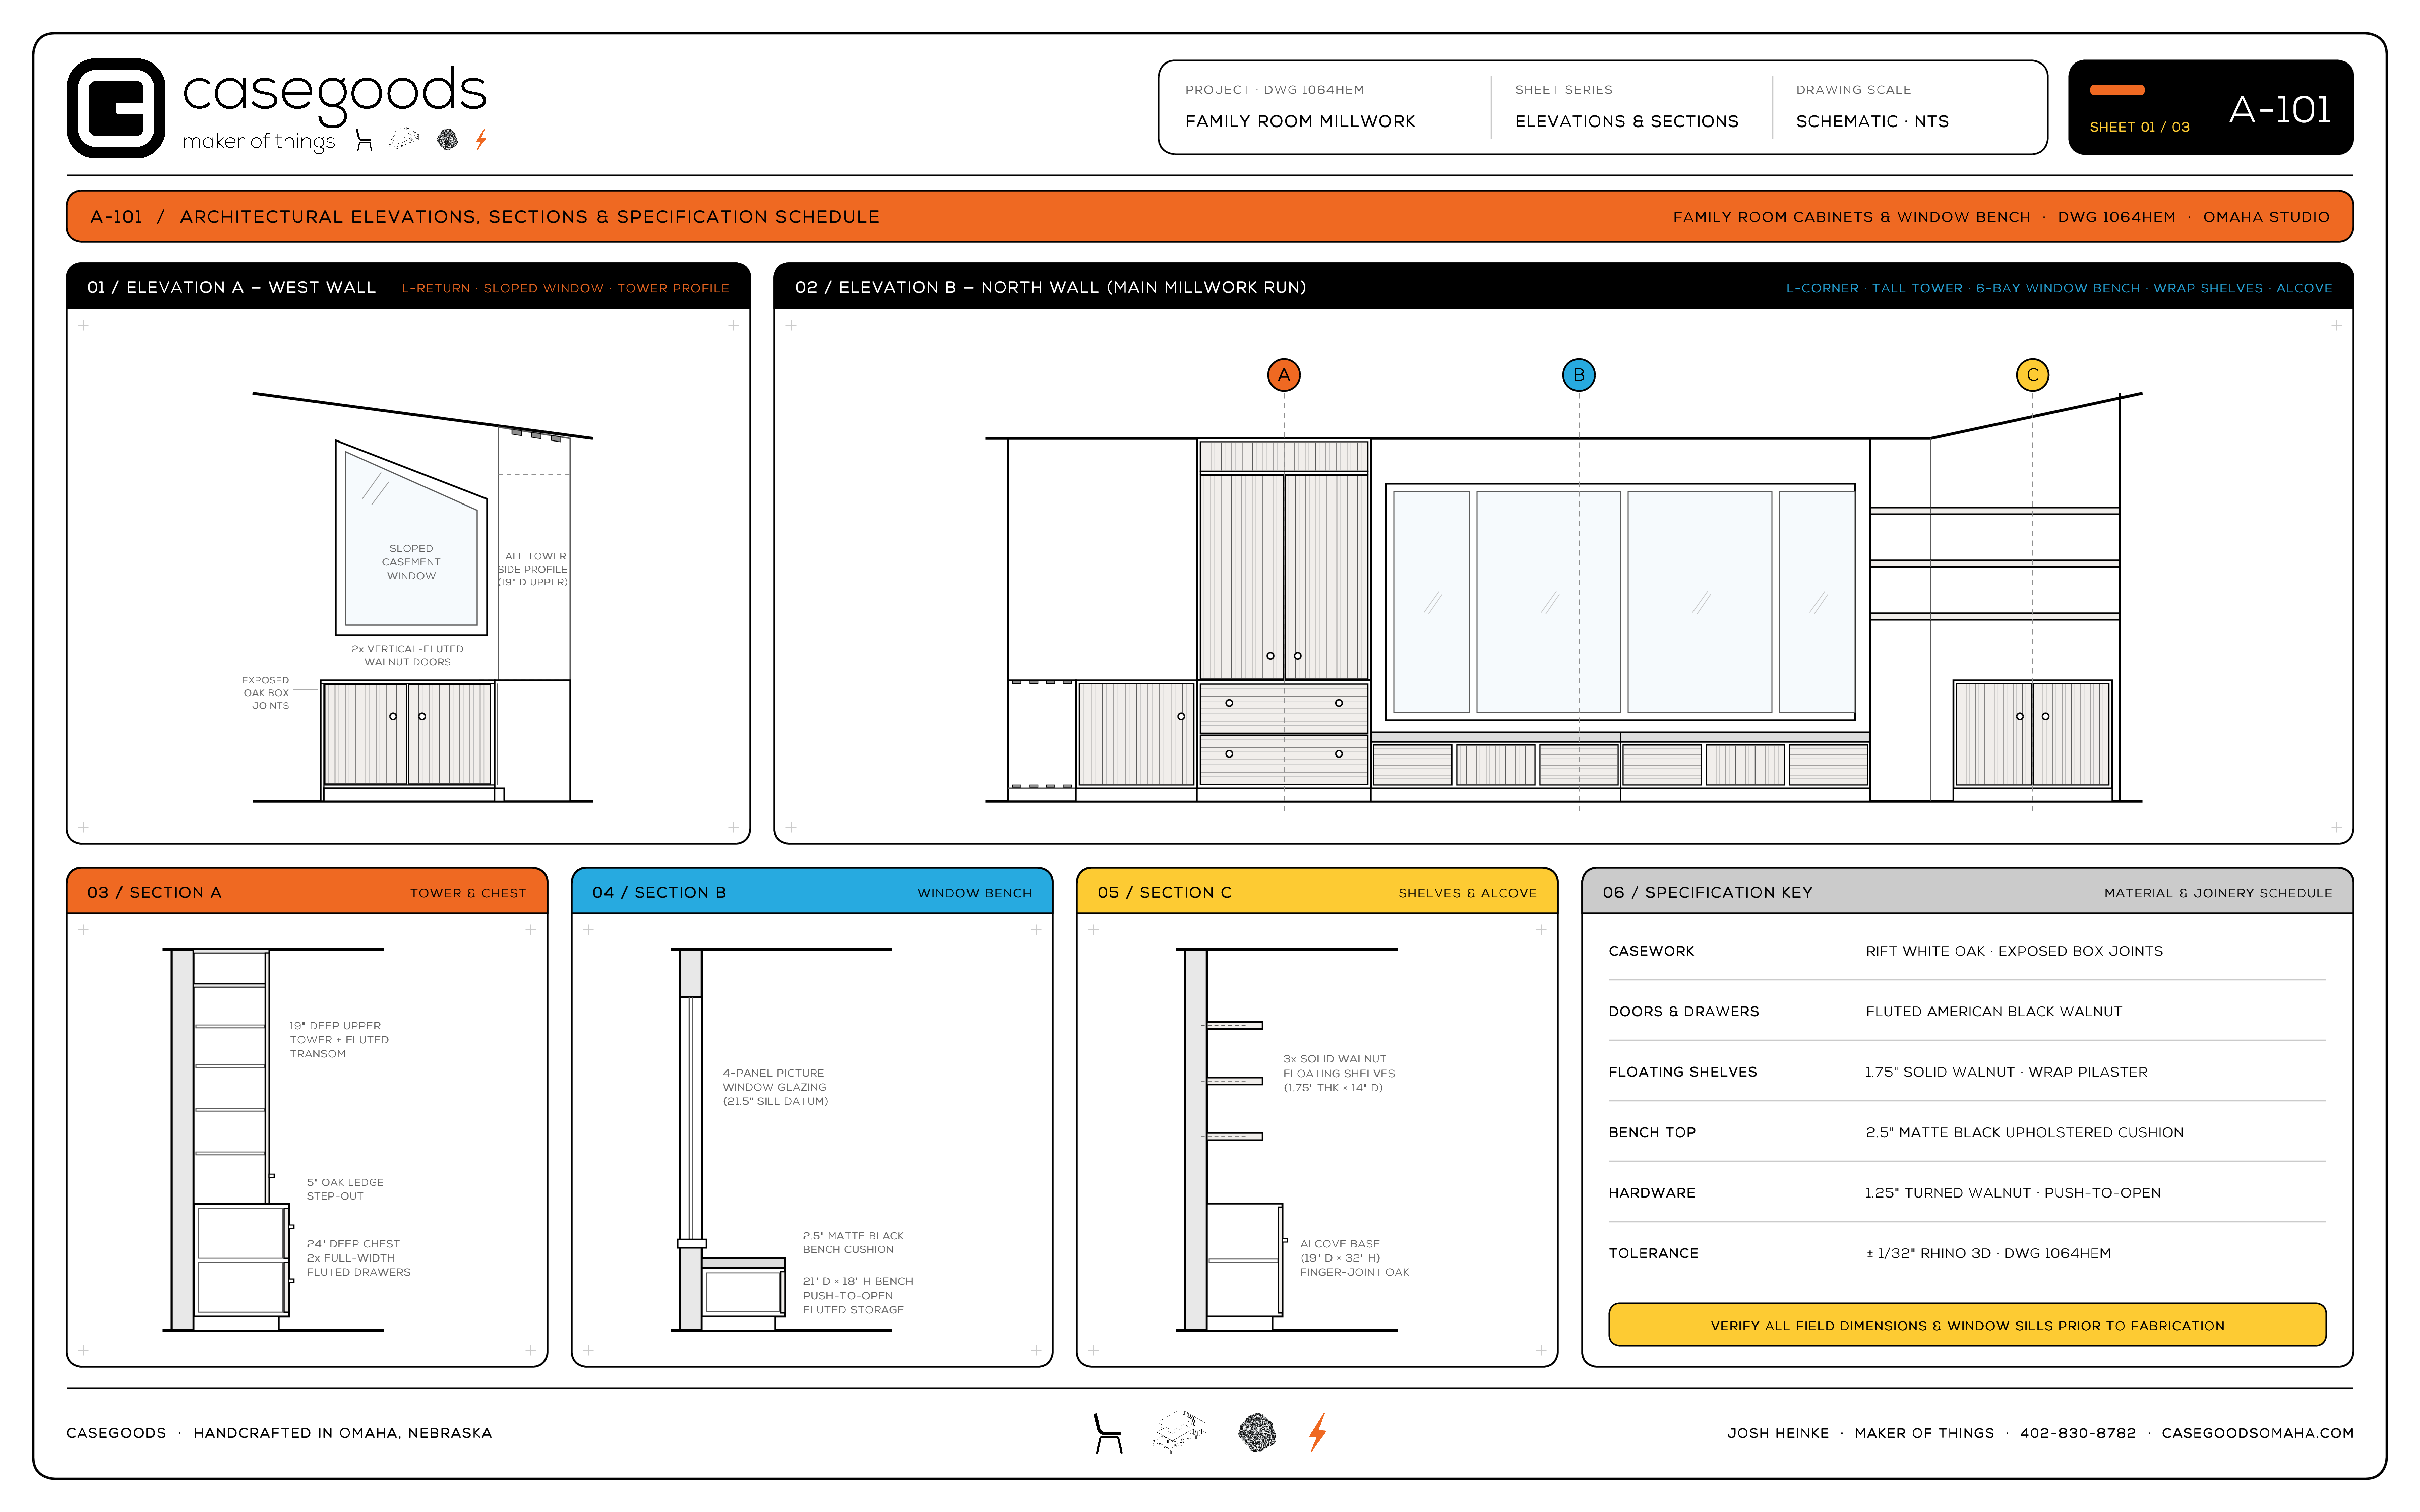 casegoods
maker of things
PROJECT · DWG 1064HEM
FAMILY ROOM MILLWORK
SHEET SERIES
ELEVATIONS & SECTIONS
DRAWING SCALE
SCHEMATIC · NTS
SHEET 01 / 03
A-101
A-101 / ARCHITECTURAL ELEVATIONS, SECTIONS & SPECIFICATION SCHEDULE
FAMILY ROOM CABINETS & WINDOW BENCH · DWG 1064HEM · OMAHA STUDIO
01 / ELEVATION A – WEST WALL
L-RETURN · SLOPED WINDOW · TOWER PROFILE
SLOPED
CASEMENT
WINDOW
TALL TOWER
SIDE PROFILE
(19" D UPPER)
2x VERTICAL-FLUTED
WALNUT DOORS
EXPOSED
OAK BOX
JOINTS
02 / ELEVATION B – NORTH WALL (MAIN MILLWORK RUN)
L-CORNER · TALL TOWER · 6-BAY WINDOW BENCH · WRAP SHELVES · ALCOVE
A
B
C
03 / SECTION A
TOWER & CHEST
19" DEEP UPPER
TOWER + FLUTED
TRANSOM
5" OAK LEDGE
STEP-OUT
24" DEEP CHEST
2x FULL-WIDTH
FLUTED DRAWERS
04 / SECTION B
WINDOW BENCH
4-PANEL PICTURE
WINDOW GLAZING
(21.5" SILL DATUM)
2.5" MATTE BLACK
BENCH CUSHION
21" D × 18" H BENCH
PUSH-TO-OPEN
FLUTED STORAGE
05 / SECTION C
SHELVES & ALCOVE
3x SOLID WALNUT
FLOATING SHELVES
(1.75" THK × 14" D)
ALCOVE BASE
(19" D × 32" H)
FINGER-JOINT OAK
06 / SPECIFICATION KEY
MATERIAL & JOINERY SCHEDULE
CASEWORK
RIFT WHITE OAK · EXPOSED BOX JOINTS
DOORS & DRAWERS
FLUTED AMERICAN BLACK WALNUT
FLOATING SHELVES
1.75" SOLID WALNUT · WRAP PILASTER
BENCH TOP
2.5" MATTE BLACK UPHOLSTERED CUSHION
HARDWARE
1.25" TURNED WALNUT · PUSH-TO-OPEN
TOLERANCE
± 1/32" RHINO 3D · DWG 1064HEM
VERIFY ALL FIELD DIMENSIONS & WINDOW SILLS PRIOR TO FABRICATION
CASEGOODS · HANDCRAFTED IN OMAHA, NEBRASKA
JOSH HEINKE · MAKER OF THINGS · 402-830-8782 · CASEGOODSOMAHA.COM